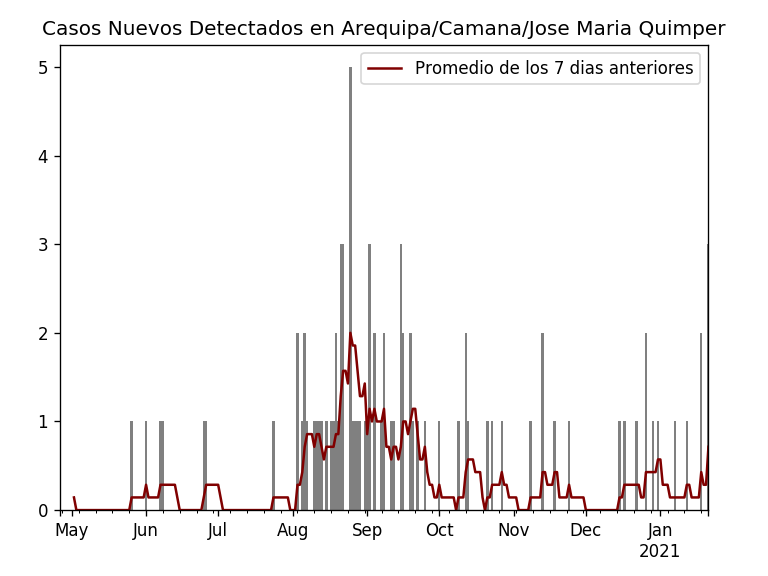 Casos Nuevos Detectados en Arequipa/Camana/Jose Maria Quimper
Promedio de los 7 dias anteriores
5
4
3
2
1
0
May Jun Jul Aug Sep Oct Nov Dec Jan
2021